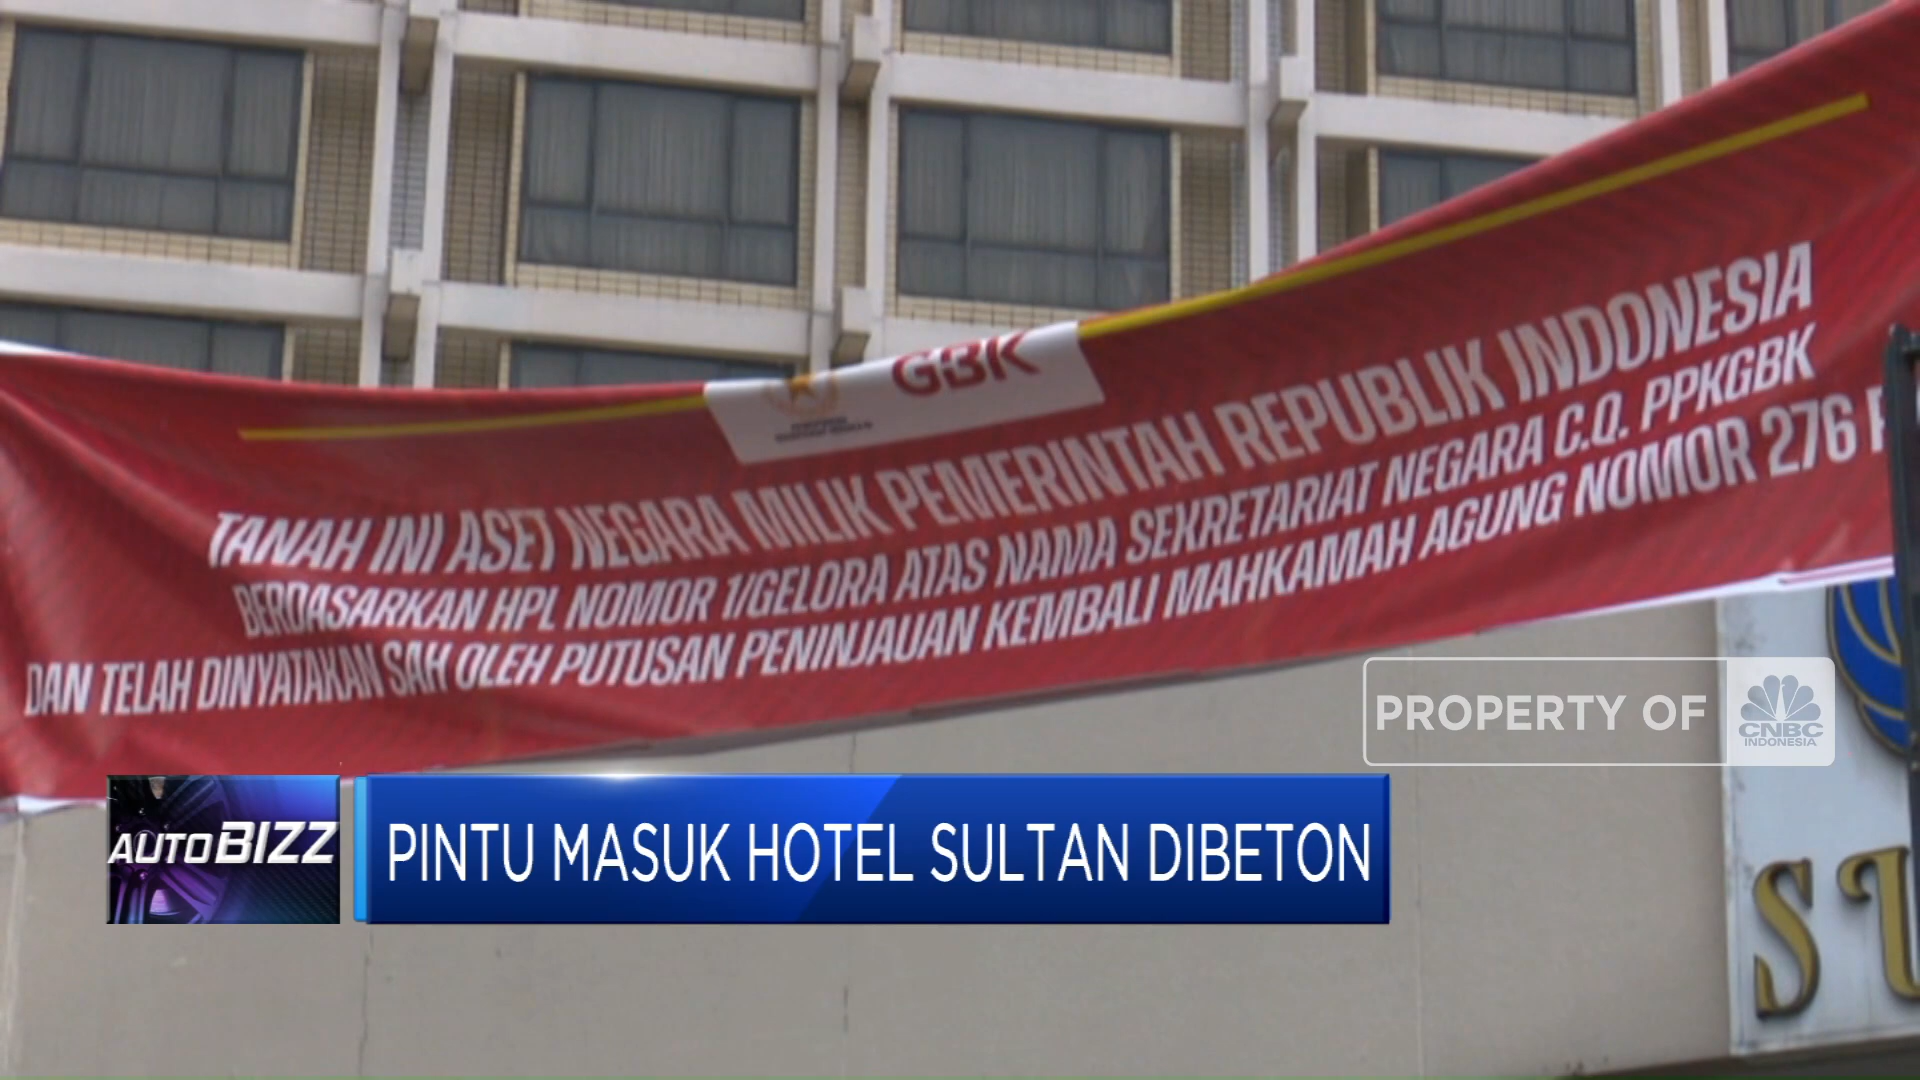 GBK
TANAH INI ASET NEGARA MILIK PEMERINTAH REPUBLIK INDONESIA
BERDASARKAN HPL NOMOR 1/GELORA ATAS NAMA SEKRETARIAT NEGARA C.Q. PPKGBK
DAN TELAH DINYATAKAN SAH OLEH PUTUSAN PENINJAUAN KEMBALI MAHKAMAH AGUNG NOMOR 276
PROPERTY OF CNBC
INDONESIA
AUTOBIZZ
PINTU MASUK HOTEL SULTAN DIBETON
SU